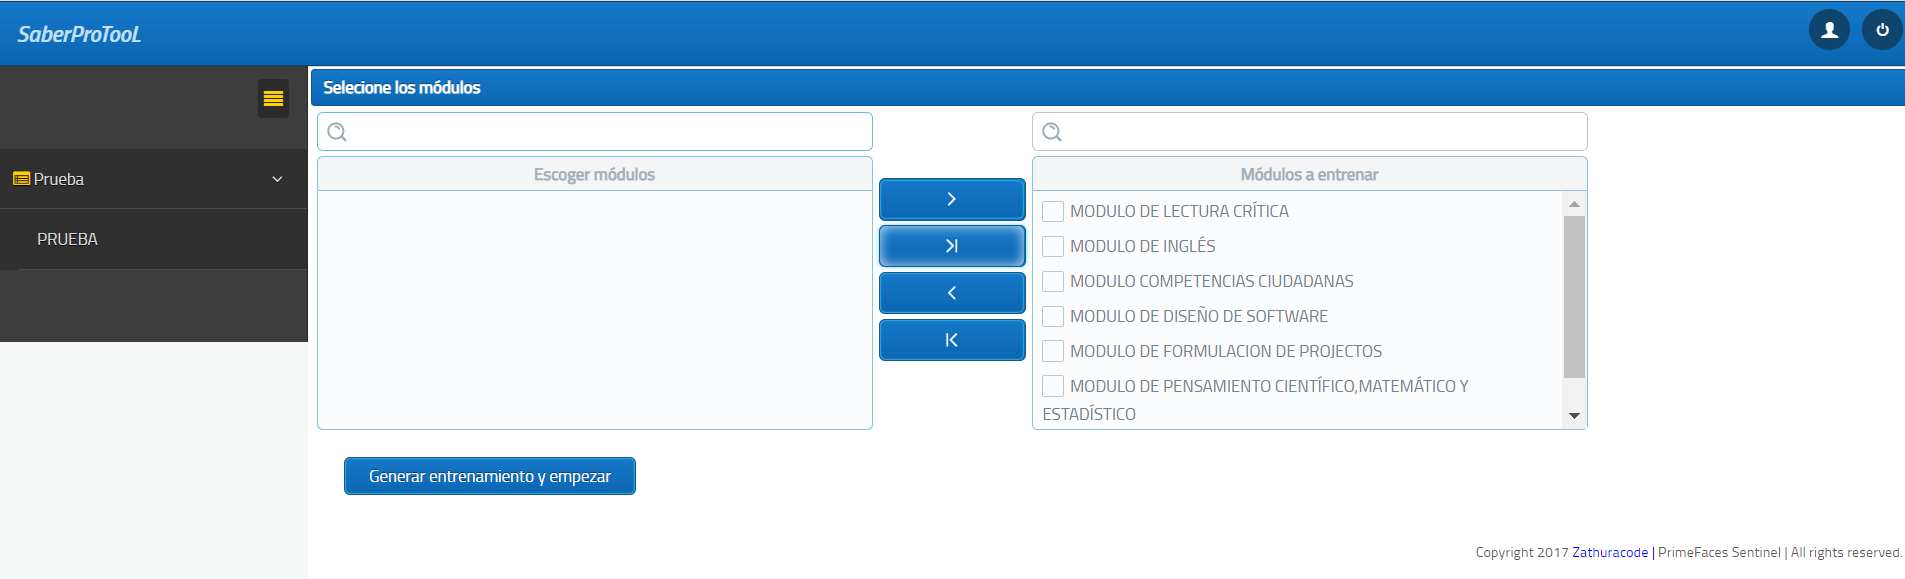 SaberProTooL
Selecione los módulos
Prueba
PRUEBA
Escoger módulos
Módulos a entrenar
MODULO DE LECTURA CRÍTICA
MODULO DE INGLÉS
MODULO COMPETENCIAS CIUDADANAS
MODULO DE DISEÑO DE SOFTWARE
MODULO DE FORMULACION DE PROJECTOS
MODULO DE PENSAMIENTO CIENTÍFICO,MATEMÁTICO Y
ESTADÍSTICO
Generar entrenamiento y empezar
Copyright 2017 Zathuracode | PrimeFaces Sentinel | All rights reserved.